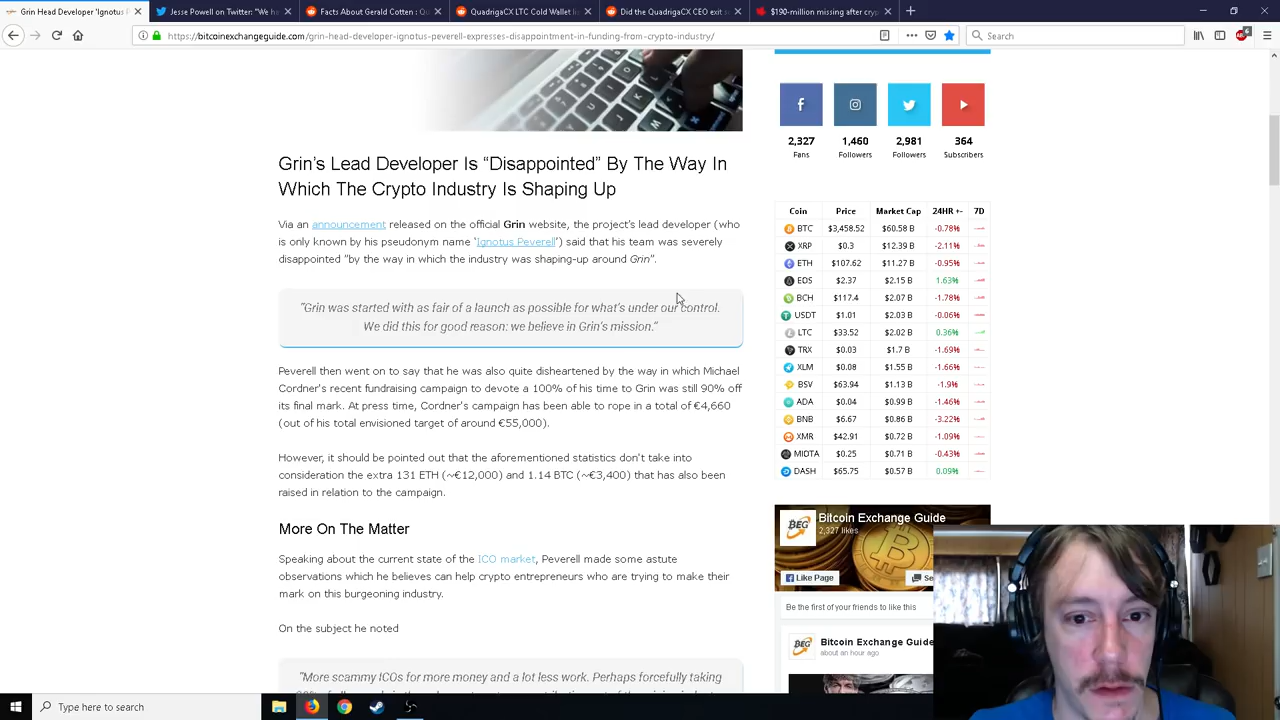 Grin Head Developer 'Ignotus P
Jesse Powell on Twitter: "We ha
Facts About Gerald Cotten : Qu
QuadrigaCX LTC Cold Wallet is
Did the QuadrigaCX CEO exit s
$190-million missing after cryp
https://bitcoinexchangeguide.com/grin-head-developer-ignotus-peverell-expresses-disappointment-in-funding-from-crypto-industry/
Search
Grin's Lead Developer Is “Disappointed” By The Way In
Which The Crypto Industry Is Shaping Up
Via an announcement released on the official Grin website, the project's lead developer (who
is only known by his pseudonym name 'Ignotus Peverell') said that his team was severely
disappointed "by the way in which the industry was shaping-up around Grin".
“Grin was started with as fair of a launch as possible for what's under our control.
We did this for good reason: we believe in Grin's mission.”
Peverell then went on to say that he was also quite disheartened by the way in which Michael
Cordner's recent fundraising campaign to devote a 100% of his time to Grin was still 90% off
its final mark. At press time, Cordner's campaign has been able to rope in a total of €4,660
(out of his total envisioned target of around €55,000).
However, it should be pointed out that the aforementioned statistics don't take into
consideration the extra 131 ETH (~€12,000) and 1.14 BTC (~€3,400) that has also been
raised in relation to the campaign.
More On The Matter
Speaking about the current state of the ICO market, Peverell made some astute
observations which he believes can help crypto entrepreneurs who are trying to make their
mark on this burgeoning industry.
On the subject he noted
“More scammy ICOs for more money and a lot less work. Perhaps forcefully taking
2,327 1,460 2,981 364
Fans Followers Followers Subscribers
Coin Price Market Cap 24HR +- 7D
BTC $3,458.52 $60.58 B -0.78%
XRP $0.3 $12.39 B -2.11%
ETH $107.62 $11.27 B -0.95%
EOS $2.37 $2.15 B 1.63%
BCH $117.4 $2.07 B -1.78%
USDT $1.01 $2.03 B -0.06%
LTC $33.52 $2.02 B 0.36%
TRX $0.03 $1.7 B -1.69%
XLM $0.08 $1.55 B -1.66%
BSV $63.94 $1.13 B -1.9%
ADA $0.04 $0.99 B -1.46%
BNB $6.67 $0.86 B -3.22%
XMR $42.91 $0.72 B -1.09%
MIOTA $0.25 $0.71 B -0.43%
DASH $65.75 $0.57 B 0.09%
BEG
Bitcoin Exchange Guide
2,327 likes
Like Page
Se
Be the first of your friends to like this
BEG
Bitcoin Exchange Guide
about an hour ago
Type here to search